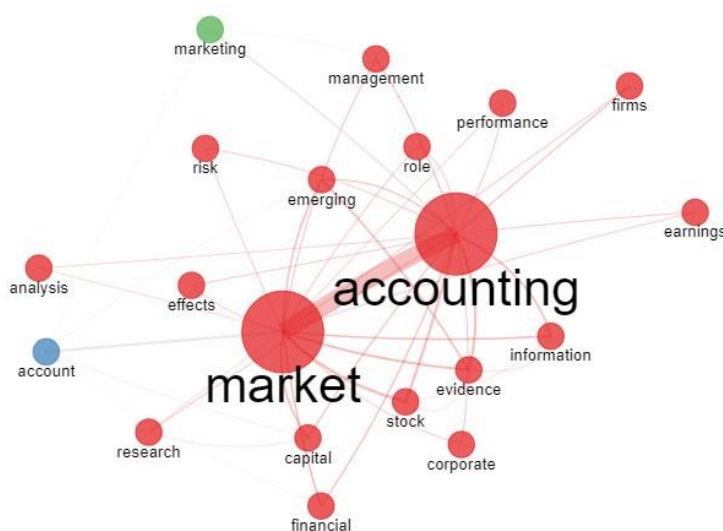 marketing
management
firms
performance
role
risk
emerging
earnings
accounting
analysis
effects
information
account
market
evidence
stock
research
capital
corporate
financial